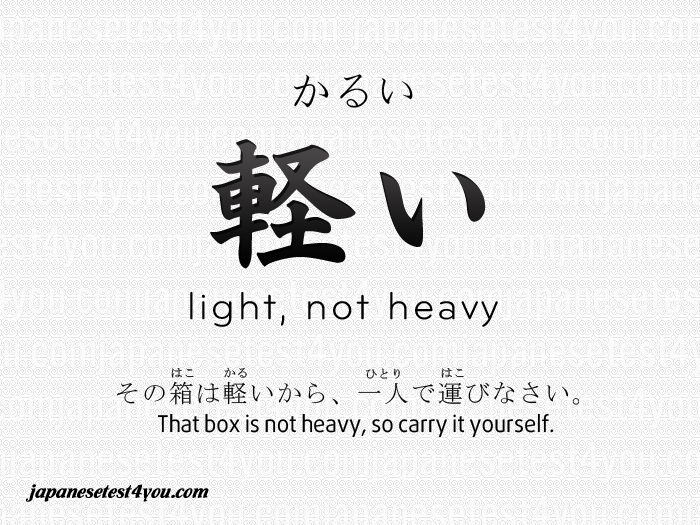 かるい
軽い
light, not heavy
はこ かる ひとり はこ
その箱は軽いから、一人で運びなさい。
That box is not heavy, so carry it yourself.
japanesetest4you.com